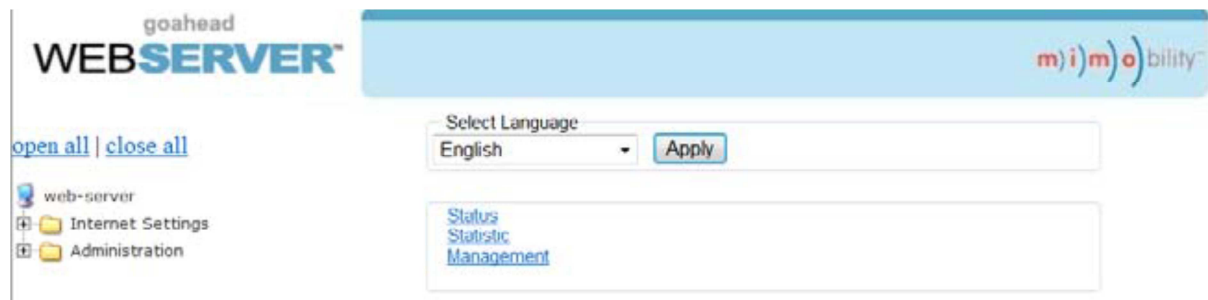 goahead
WEBSERVER™
m)i)m)o)bility™
open all | close all
web-server
Internet Settings
Administration
Select Language
English
Apply
Status
Statistic
Management